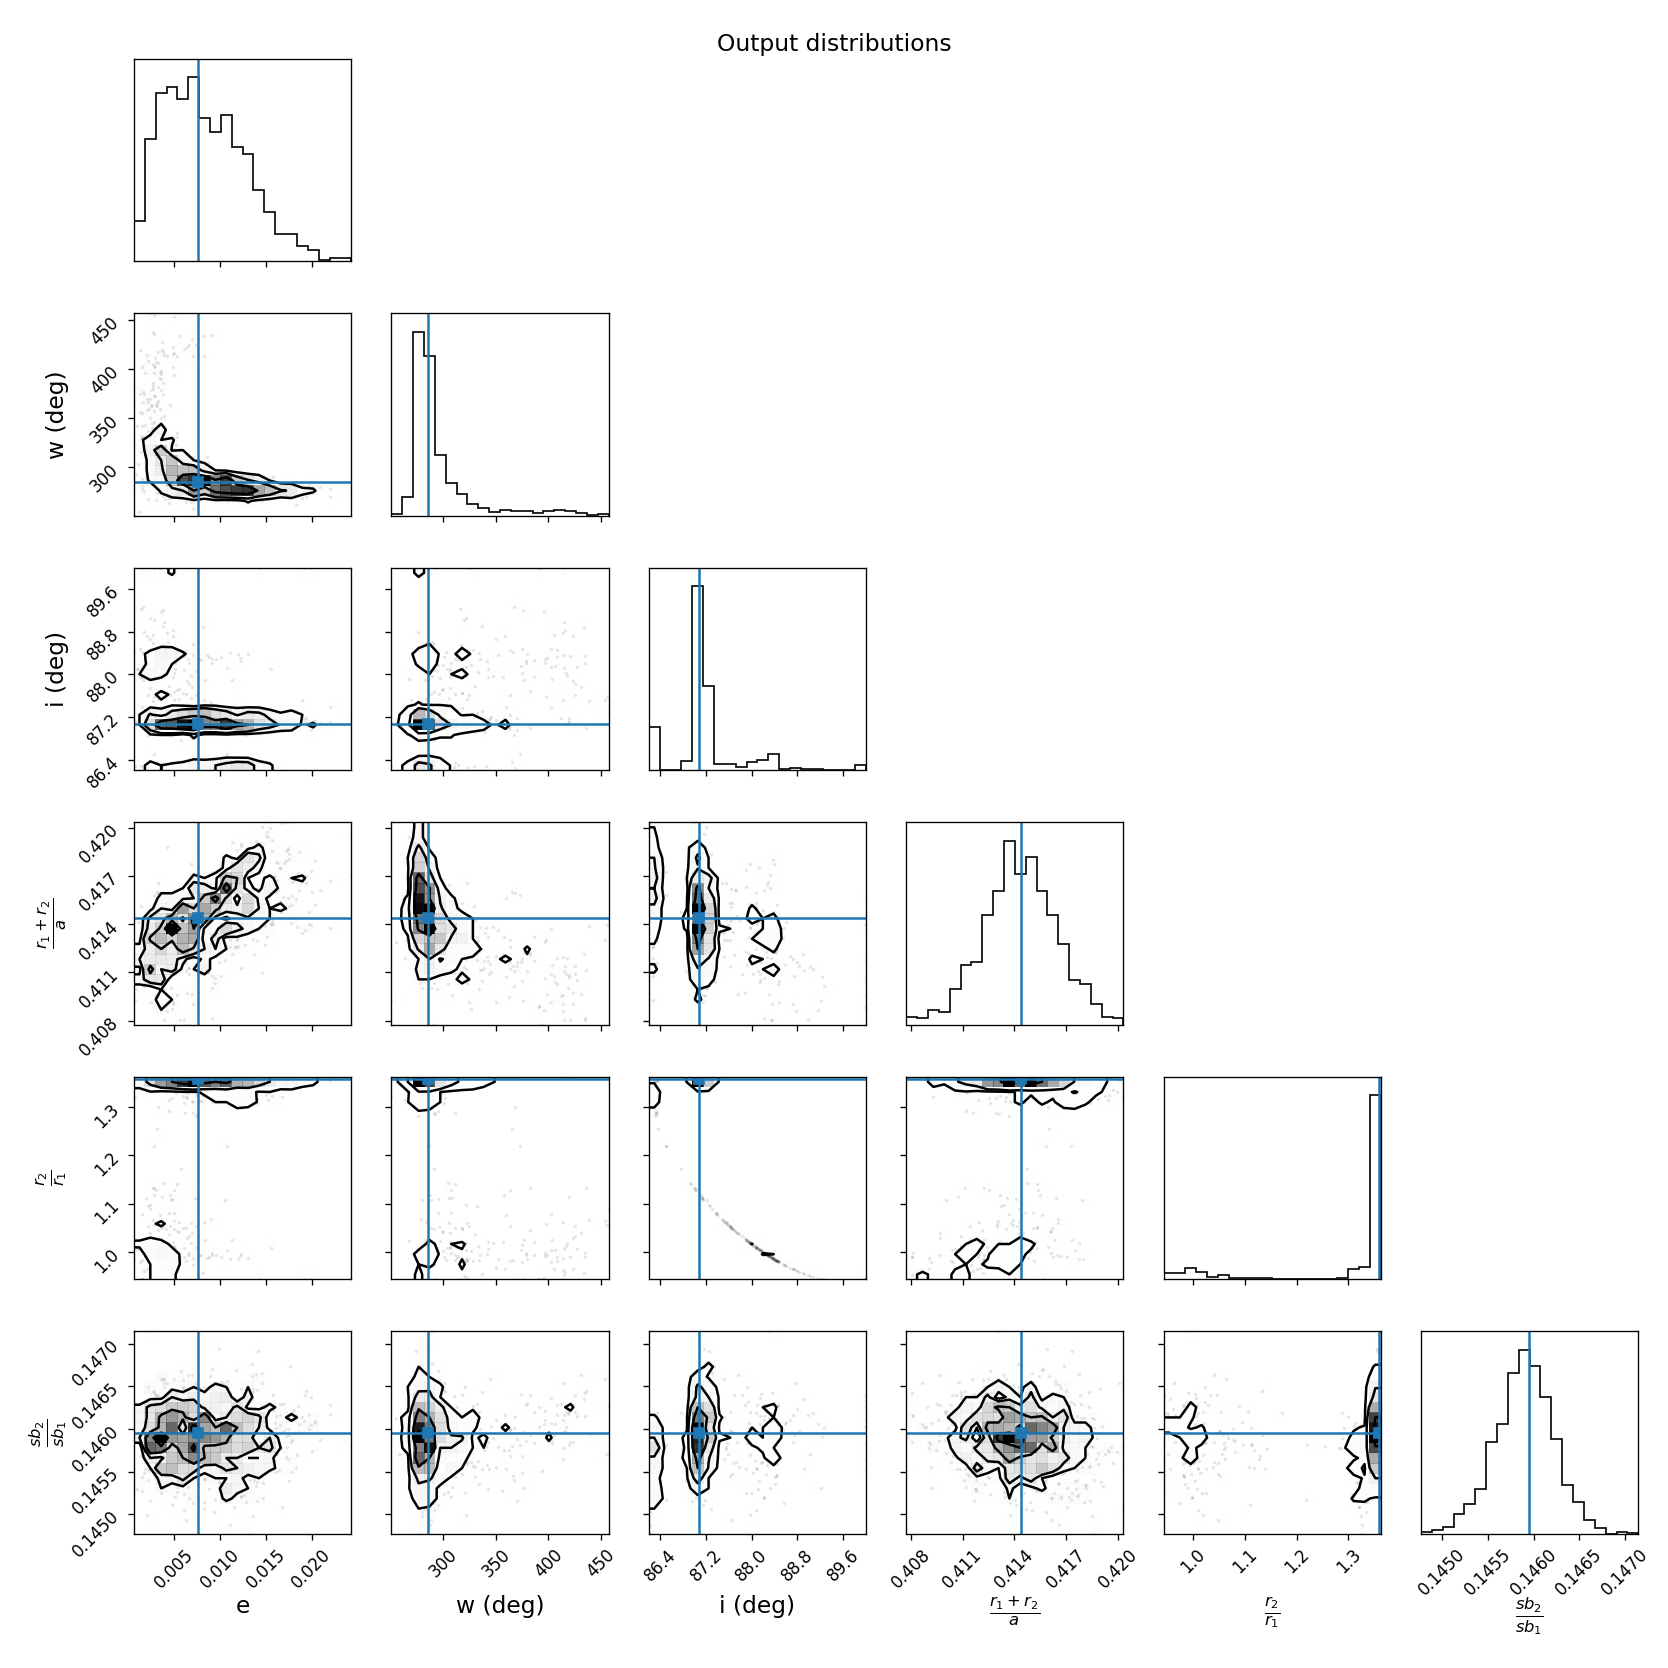 Output distributions
w (deg)
450
400
350
300
i (deg)
89.6
88.8
88.0
87.2
86.4
r₁ + r₂
a
0.420
0.417
0.414
0.411
0.408
r₂
r₁
1.3
1.2
1.1
1.0
sb₂
sb₁
0.1470
0.1465
0.1460
0.1455
0.1450
0.005 0.010 0.015 0.020
e
300 350 400 450
w (deg)
86.4 87.2 88.0 88.8 89.6
i (deg)
0.408 0.411 0.414 0.417 0.420
r₁ + r₂
a
1.0 1.1 1.2 1.3
r₂
r₁
0.1450 0.1455 0.1460 0.1465 0.1470
sb₂
sb₁